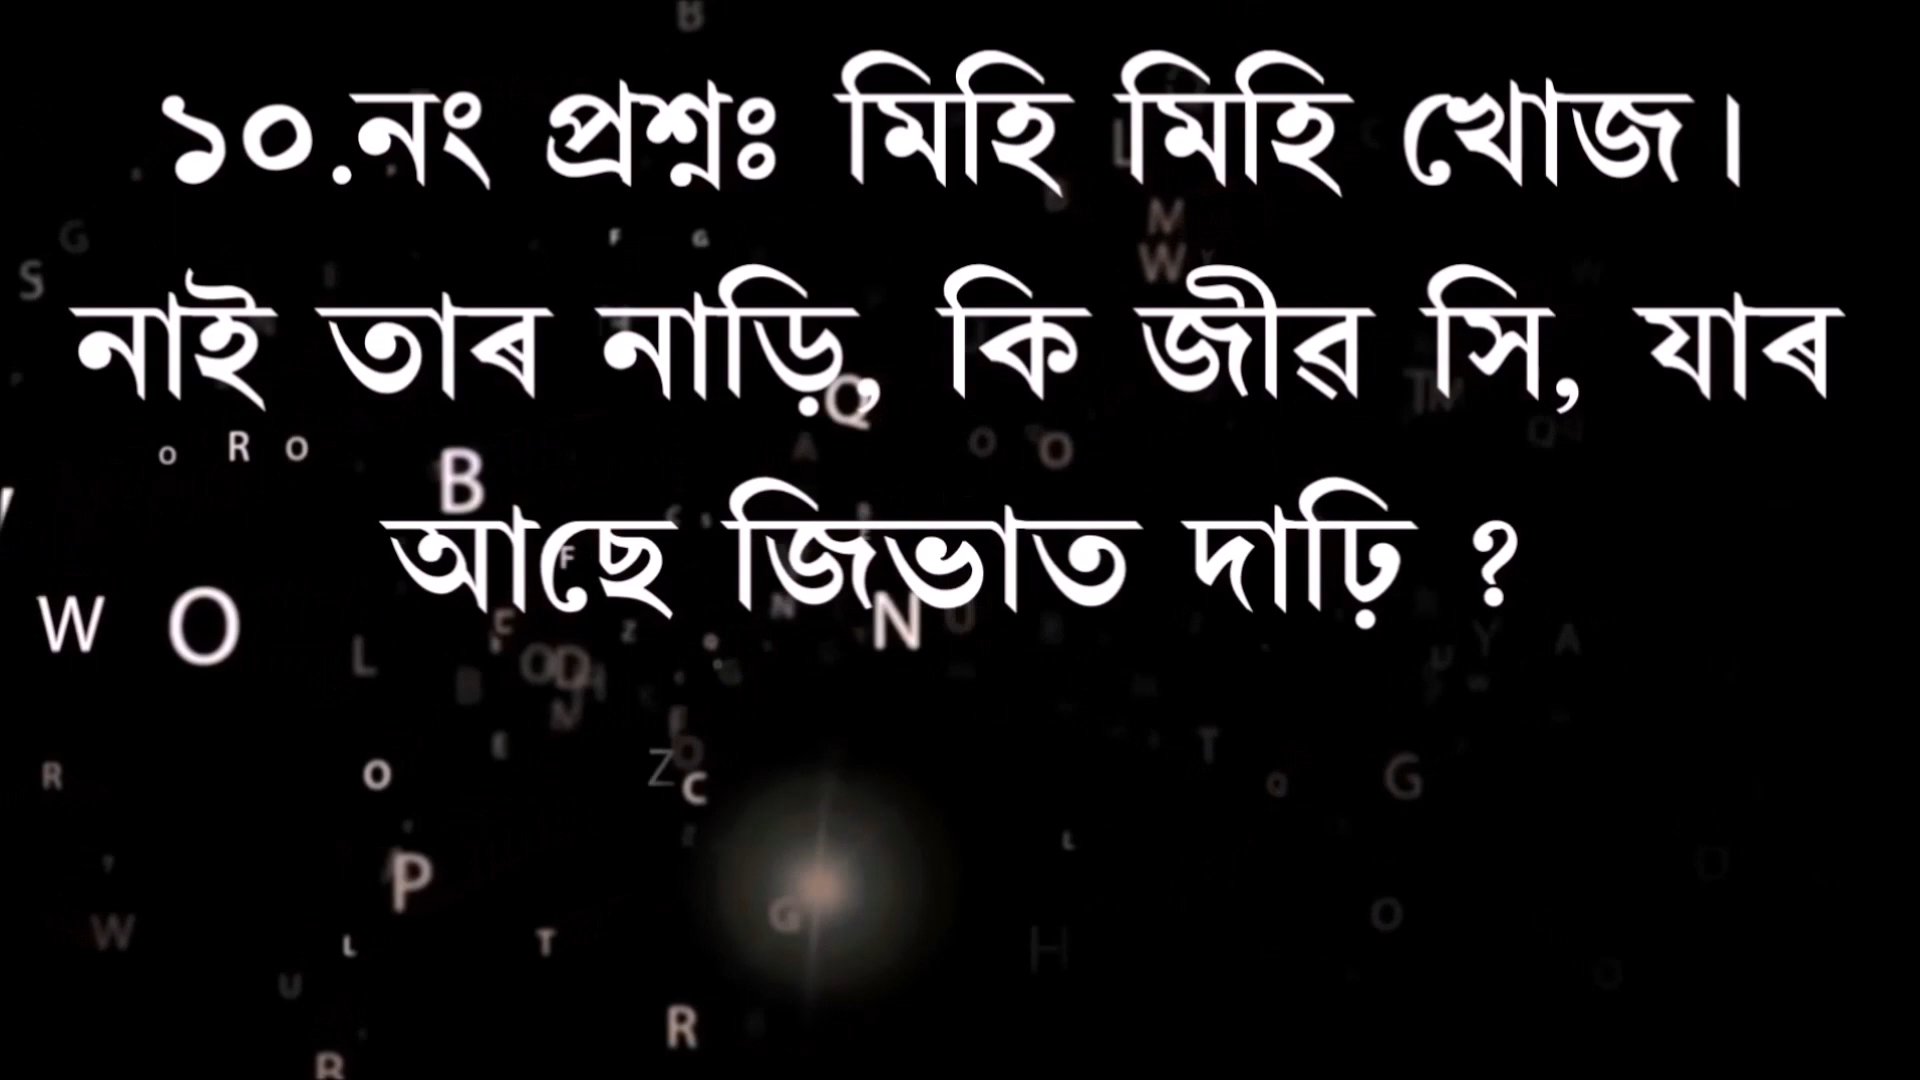 ১০.নং প্ৰশ্নঃ মিহি মিহি খোজ।
নাই তাৰ নাড়ি, কি জীৱ সি, যাৰ
আছে জিভাত দাঢ়ি ?